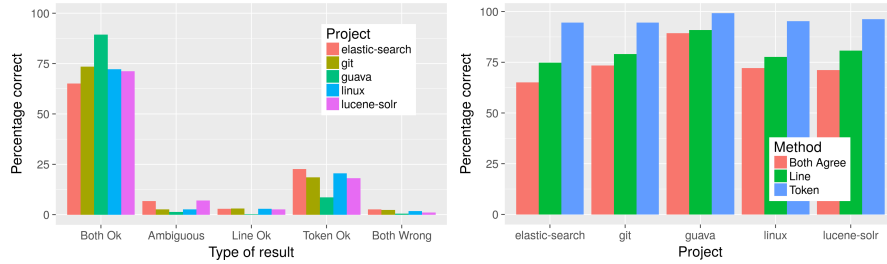 Percentage correct
100
75
50
25
0
Project
elastic-search
git
guava
linux
lucene-solr
Both Ok Ambiguous Line Ok Token Ok Both Wrong
Type of result
Percentage correct
100
75
50
25
0
Method
Both Agree
Line
Token
elastic-search git guava linux lucene-solr
Project